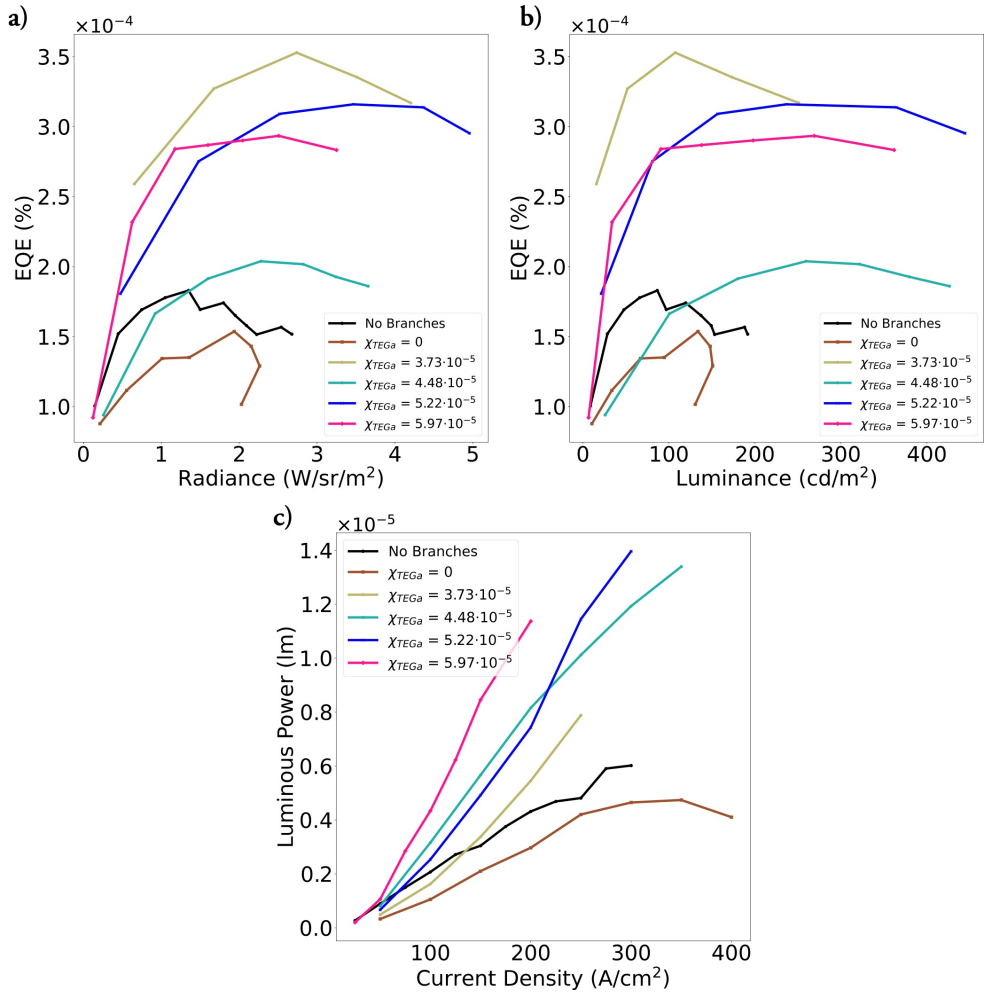 a)
×10⁻⁴
EQE (%)
3.5
3.0
2.5
2.0
1.5
1.0
0 1 2 3 4 5
Radiance (W/sr/m²)
No Branches
χTEGa = 0
χTEGa = 3.73·10⁻⁵
χTEGa = 4.48·10⁻⁵
χTEGa = 5.22·10⁻⁵
χTEGa = 5.97·10⁻⁵
b)
×10⁻⁴
EQE (%)
3.5
3.0
2.5
2.0
1.5
1.0
0 100 200 300 400
Luminance (cd/m²)
No Branches
χTEGa = 0
χTEGa = 3.73·10⁻⁵
χTEGa = 4.48·10⁻⁵
χTEGa = 5.22·10⁻⁵
χTEGa = 5.97·10⁻⁵
c)
×10⁻⁵
Luminous Power (lm)
1.4
1.2
1.0
0.8
0.6
0.4
0.2
0.0
100 200 300 400
Current Density (A/cm²)
No Branches
χTEGa = 0
χTEGa = 3.73·10⁻⁵
χTEGa = 4.48·10⁻⁵
χTEGa = 5.22·10⁻⁵
χTEGa = 5.97·10⁻⁵